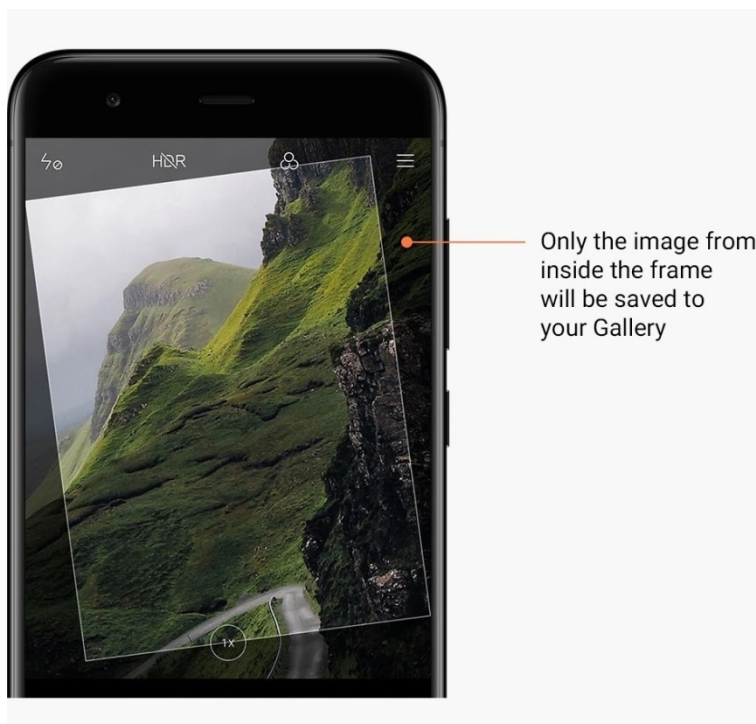 HDR
Only the image from
inside the frame
will be saved to
your Gallery
1X